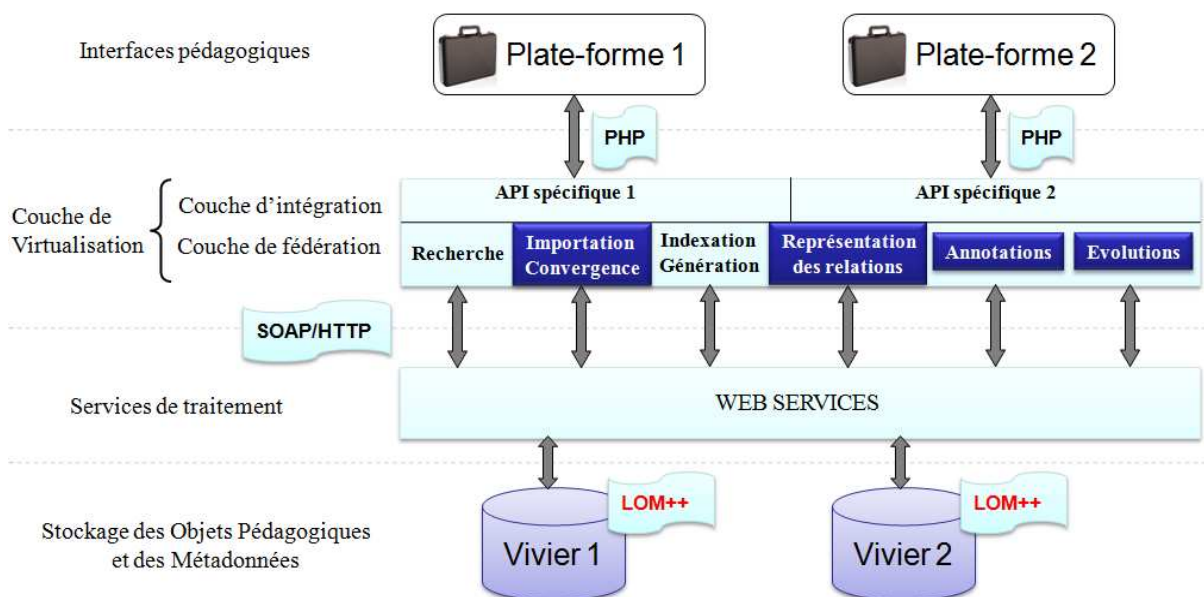 Interfaces pédagogiques
Plate-forme 1
Plate-forme 2
PHP
PHP
Couche de
Virtualisation
Couche d’intégration
Couche de fédération
API spécifique 1
API spécifique 2
Recherche
Importation
Convergence
Indexation
Génération
Représentation
des relations
Annotations
Evolutions
SOAP/HTTP
Services de traitement
WEB SERVICES
Stockage des Objets Pédagogiques
et des Métadonnées
LOM++
Vivier 1
LOM++
Vivier 2